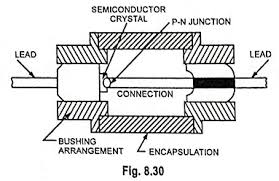 SEMICONDUCTOR
CRYSTAL
P-N JUNCTION
LEAD
LEAD
CONNECTION
BUSHING
ARRANGEMENT
ENCAPSULATION
Fig. 8.30